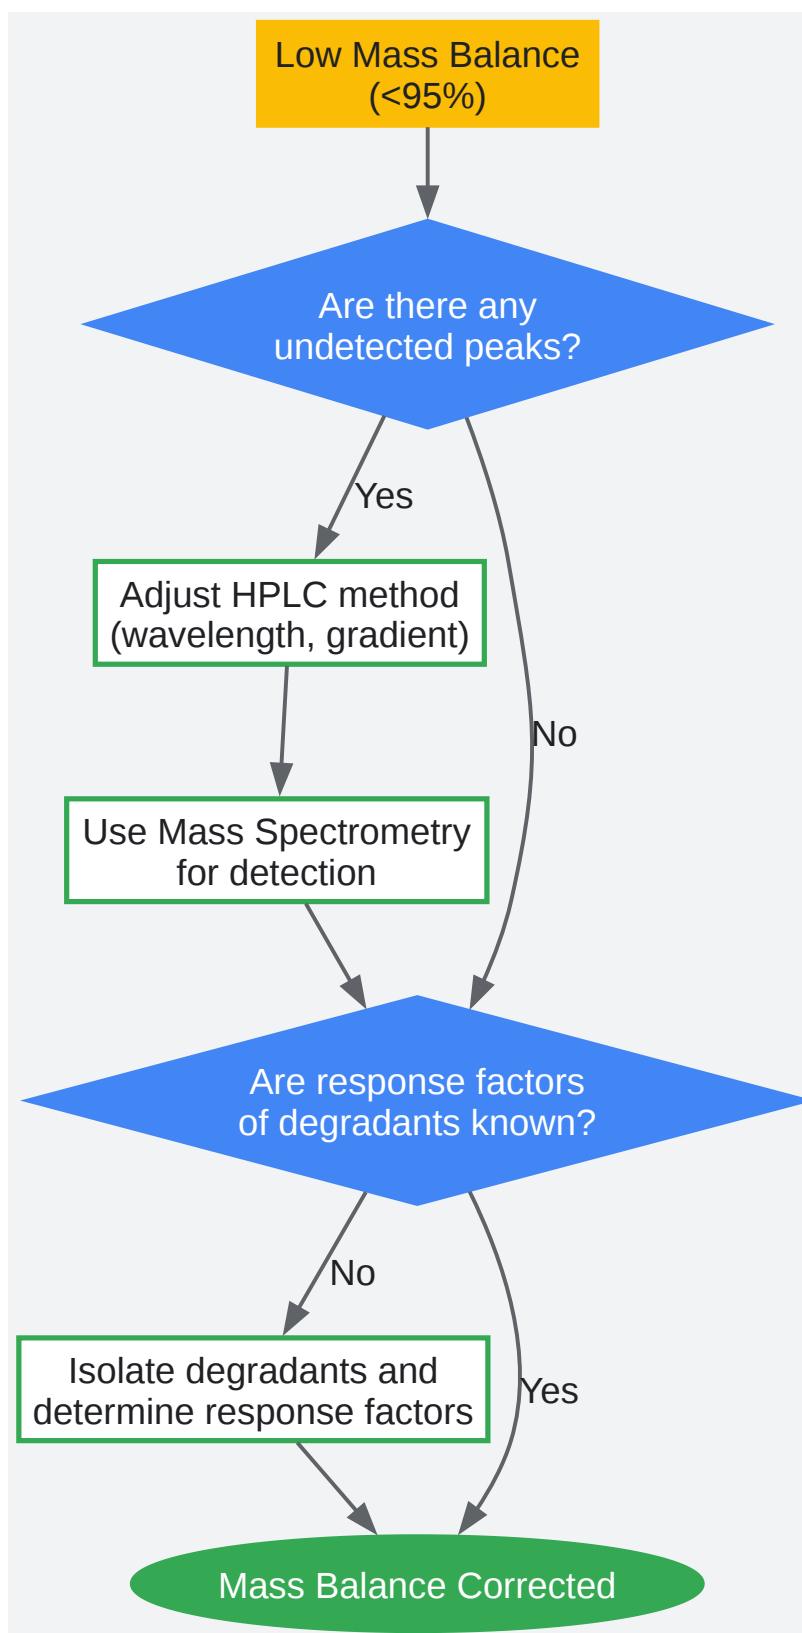 Low Mass Balance
(<95%)
Are there any
undetected peaks?
Yes
Adjust HPLC method
(wavelength, gradient)
No
Use Mass Spectrometry
for detection
Are response factors
of degradants known?
No
Isolate degradants and
determine response factors
Yes
Mass Balance Corrected